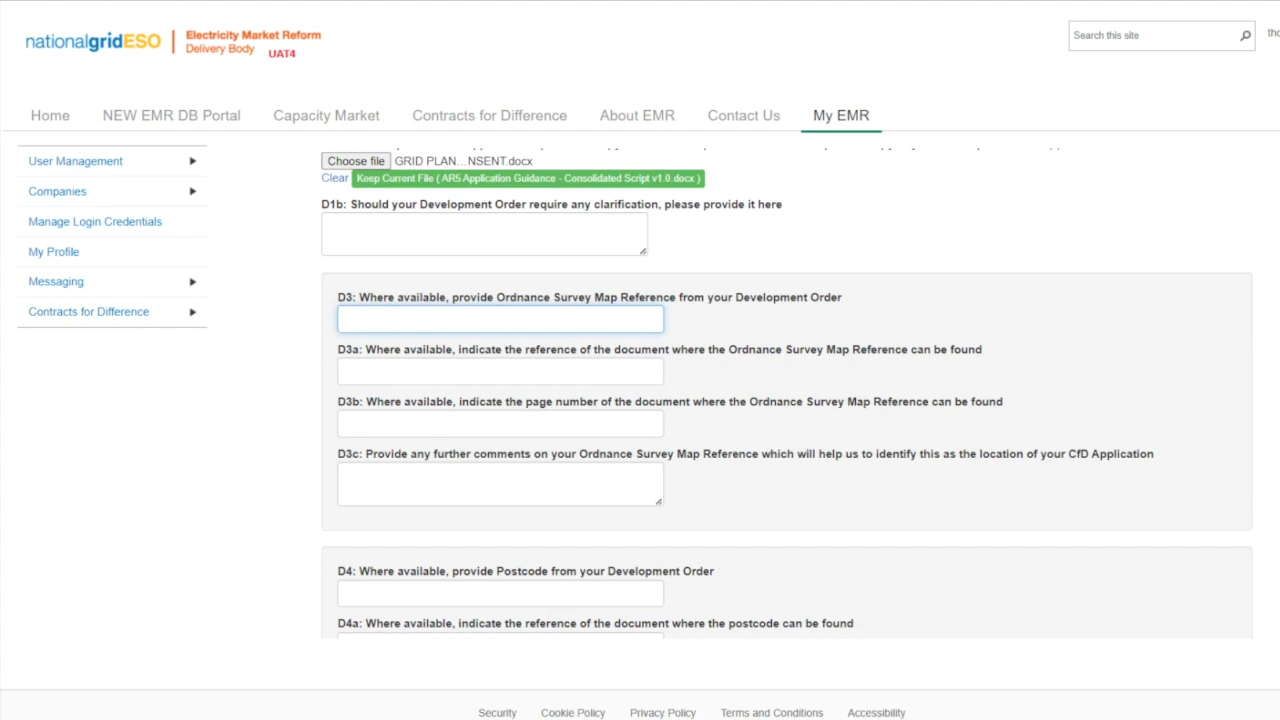 nationalgridESO
Electricity Market Reform
Delivery Body
UAT4
Search this site
Home
NEW EMR DB Portal
Capacity Market
Contracts for Difference
About EMR
Contact Us
My EMR
User Management
Companies
Manage Login Credentials
My Profile
Messaging
Contracts for Difference
Choose file GRID PLAN...NSENT.docx
Clear Keep Current File ( AR5 Application Guidance - Consolidated Script v1.0.docx )
D1b: Should your Development Order require any clarification, please provide it here
D3: Where available, provide Ordnance Survey Map Reference from your Development Order
D3a: Where available, indicate the reference of the document where the Ordnance Survey Map Reference can be found
D3b: Where available, indicate the page number of the document where the Ordnance Survey Map Reference can be found
D3c: Provide any further comments on your Ordnance Survey Map Reference which will help us to identify this as the location of your CfD Application
D4: Where available, provide Postcode from your Development Order
D4a: Where available, indicate the reference of the document where the postcode can be found
Security
Cookie Policy
Privacy Policy
Terms and Conditions
Accessibility